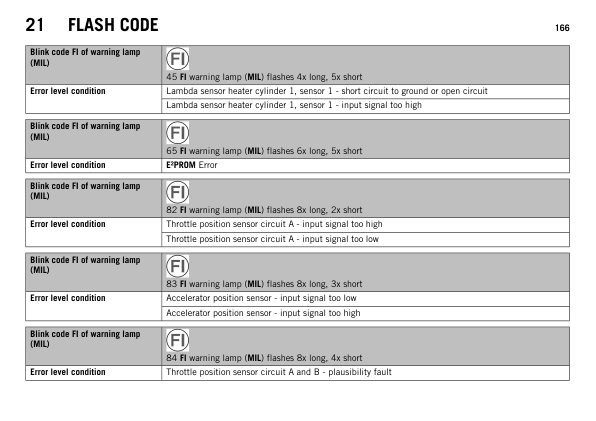 21 FLASH CODE 166
Blink code FI of warning lamp
(MIL)
FI
45 FI warning lamp (MIL) flashes 4x long, 5x short
Error level condition
Lambda sensor heater cylinder 1, sensor 1 - short circuit to ground or open circuit
Lambda sensor heater cylinder 1, sensor 1 - input signal too high
Blink code FI of warning lamp
(MIL)
FI
65 FI warning lamp (MIL) flashes 6x long, 5x short
Error level condition
E²PROM Error
Blink code FI of warning lamp
(MIL)
FI
82 FI warning lamp (MIL) flashes 8x long, 2x short
Error level condition
Throttle position sensor circuit A - input signal too high
Throttle position sensor circuit A - input signal too low
Blink code FI of warning lamp
(MIL)
FI
83 FI warning lamp (MIL) flashes 8x long, 3x short
Error level condition
Accelerator position sensor - input signal too low
Accelerator position sensor - input signal too high
Blink code FI of warning lamp
(MIL)
FI
84 FI warning lamp (MIL) flashes 8x long, 4x short
Error level condition
Throttle position sensor circuit A and B - plausibility fault